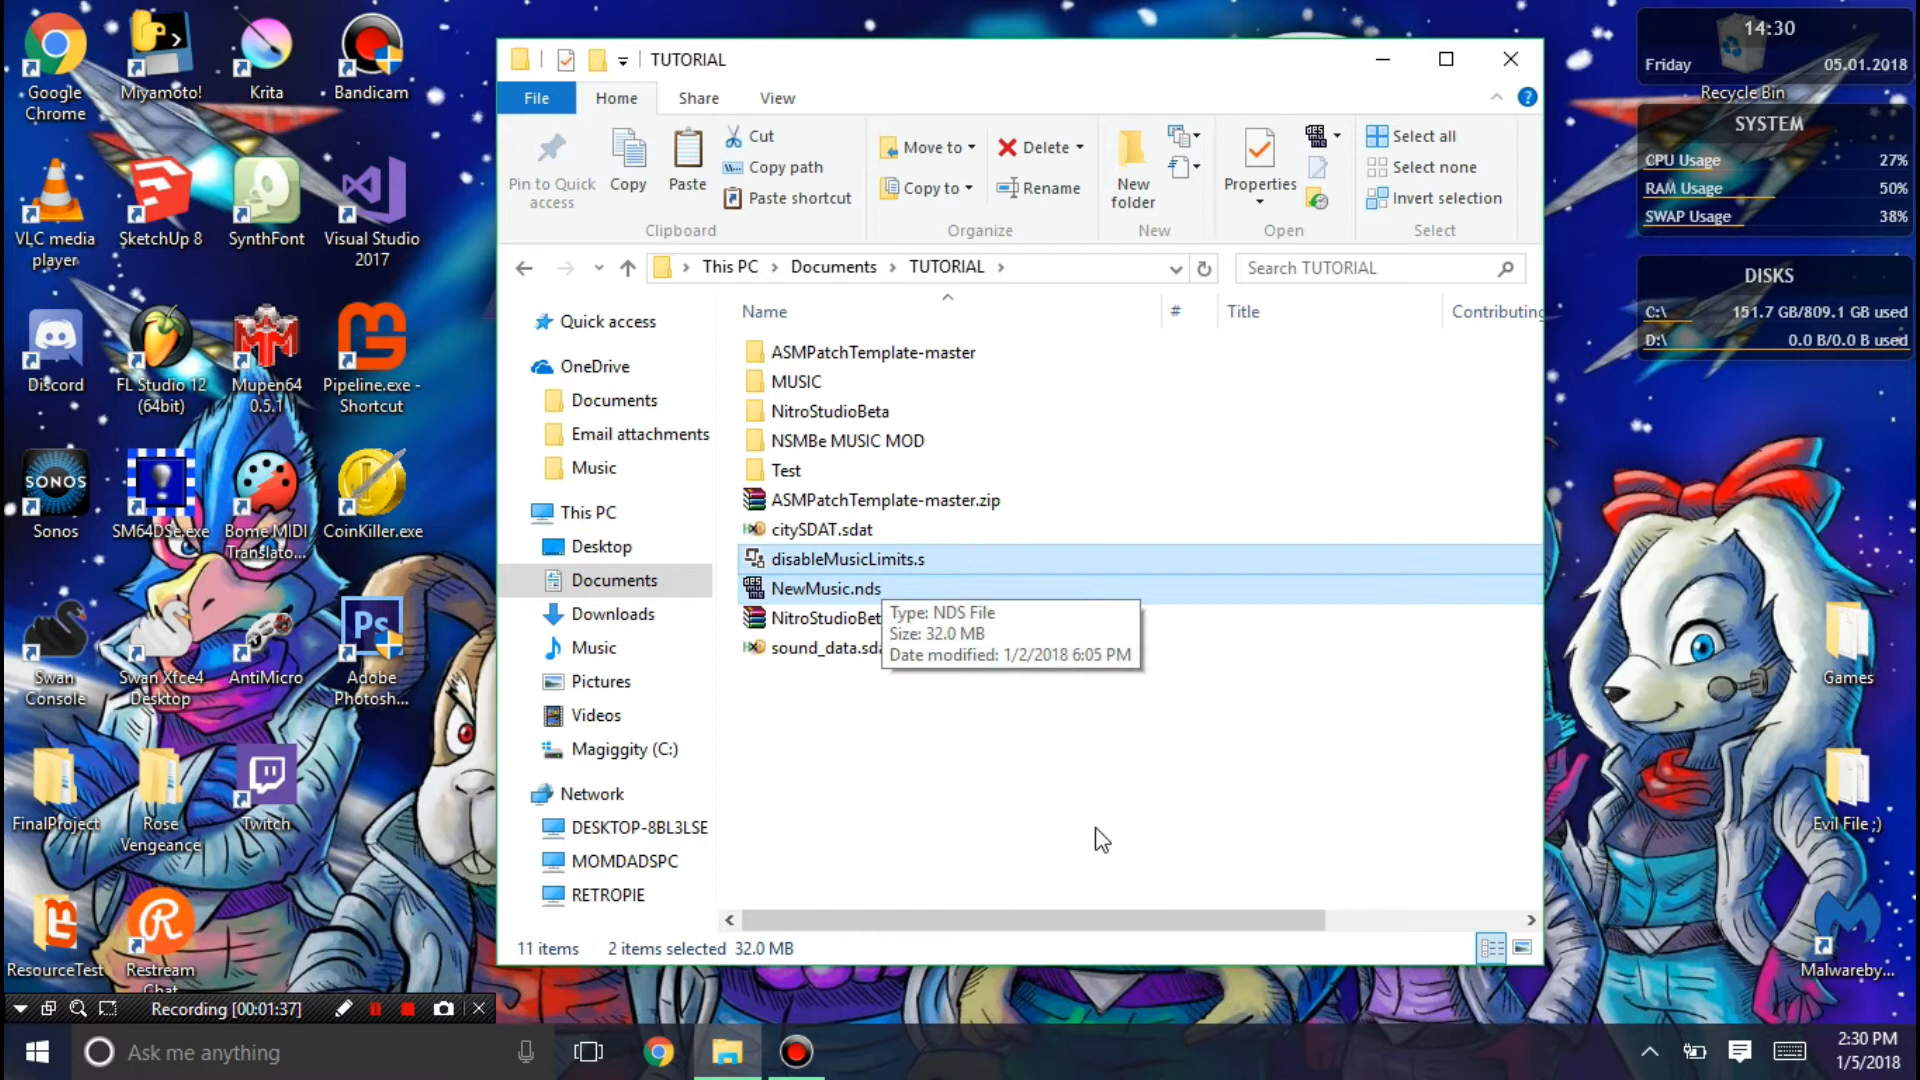 Google Chrome
Miyamoto!
Krita
Bandicam
VLC media player
SketchUp 8
SynthFont
Visual Studio 2017
Discord
FL Studio 12 (64bit)
Mupen64 0.5.1
Pipeline.exe - Shortcut
SONOS
Sonos
SM64DSe.exe
Bome MIDI Translato...
CoinKiller.exe
Swan Console
Swan Xfce4 Desktop
AntiMicro
Ps
Adobe Photosh...
FinalProject
Rose Vengeance
Twitch
ResourceTest
Restream Chat
TUTORIAL
File
Home
Share
View
Pin to Quick access
Copy
Paste
Cut
Copy path
Paste shortcut
Clipboard
Move to
Copy to
Delete
Rename
Organize
New folder
New
Properties
Open
Select all
Select none
Invert selection
Select
This PC
Documents
TUTORIAL
Search TUTORIAL
Quick access
OneDrive
Documents
Email attachments
Music
This PC
Desktop
Documents
Downloads
Music
Pictures
Videos
Magiggity (C:)
Network
DESKTOP-8BL3LSE
MOMDADSPC
RETROPIE
Name
#
Title
Contributing
ASMPatchTemplate-master
MUSIC
NitroStudioBeta
NSMBe MUSIC MOD
Test
ASMPatchTemplate-master.zip
citySDAT.sdat
disableMusicLimits.s
NewMusic.nds
NitroStudioBet
sound_data.sda
Type: NDS File
Size: 32.0 MB
Date modified: 1/2/2018 6:05 PM
11 items
2 items selected 32.0 MB
14:30
Friday
05.01.2018
Recycle Bin
SYSTEM
CPU Usage
27%
RAM Usage
50%
SWAP Usage
38%
DISKS
C:\
151.7 GB/809.1 GB used
D:\
0.0 B/0.0 B used
Games
Evil File ;)
Malwareby...
Recording [00:01:37]
Ask me anything
2:30 PM
1/5/2018